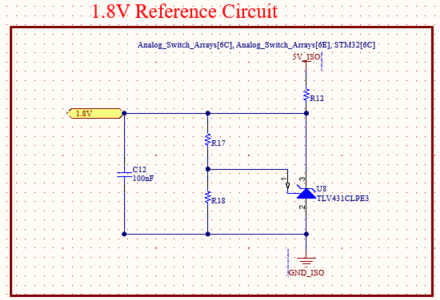 1.8V Reference Circuit
Analog_Switch_Arrays[6C], Analog_Switch_Arrays[6E], STM32[6C]
5V_ISO
R12
1.8V
R17
C12
100nF
1
3
U8
TLV431CLPE3
R18
2
GND_ISO